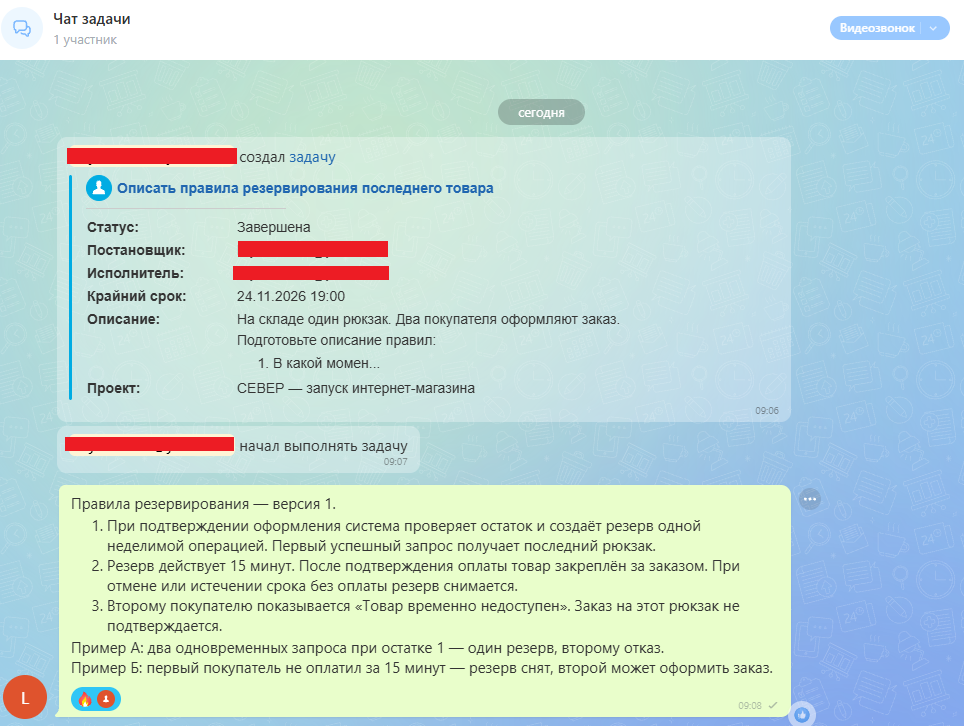 Чат задачи
1 участник
Видеозвонок
сегодня
создал задачу
Описать правила резервирования последнего товара
Статус: Завершена
Постановщик:
Исполнитель:
Крайний срок: 24.11.2026 19:00
Описание: На складе один рюкзак. Два покупателя оформляют заказ.
Подготовьте описание правил:
1. В какой момен...
Проект: СЕВЕР — запуск интернет-магазина
09:06
начал выполнять задачу
09:07
Правила резервирования — версия 1.
1. При подтверждении оформления система проверяет остаток и создаёт резерв одной
неделимой операцией. Первый успешный запрос получает последний рюкзак.
2. Резерв действует 15 минут. После подтверждения оплаты товар закреплён за заказом. При
отмене или истечении срока без оплаты резерв снимается.
3. Второму покупателю показывается «Товар временно недоступен». Заказ на этот рюкзак не
подтверждается.
Пример А: два одновременных запроса при остатке 1 — один резерв, второму отказ.
Пример Б: первый покупатель не оплатил за 15 минут — резерв снят, второй может оформить заказ.
L
09:08